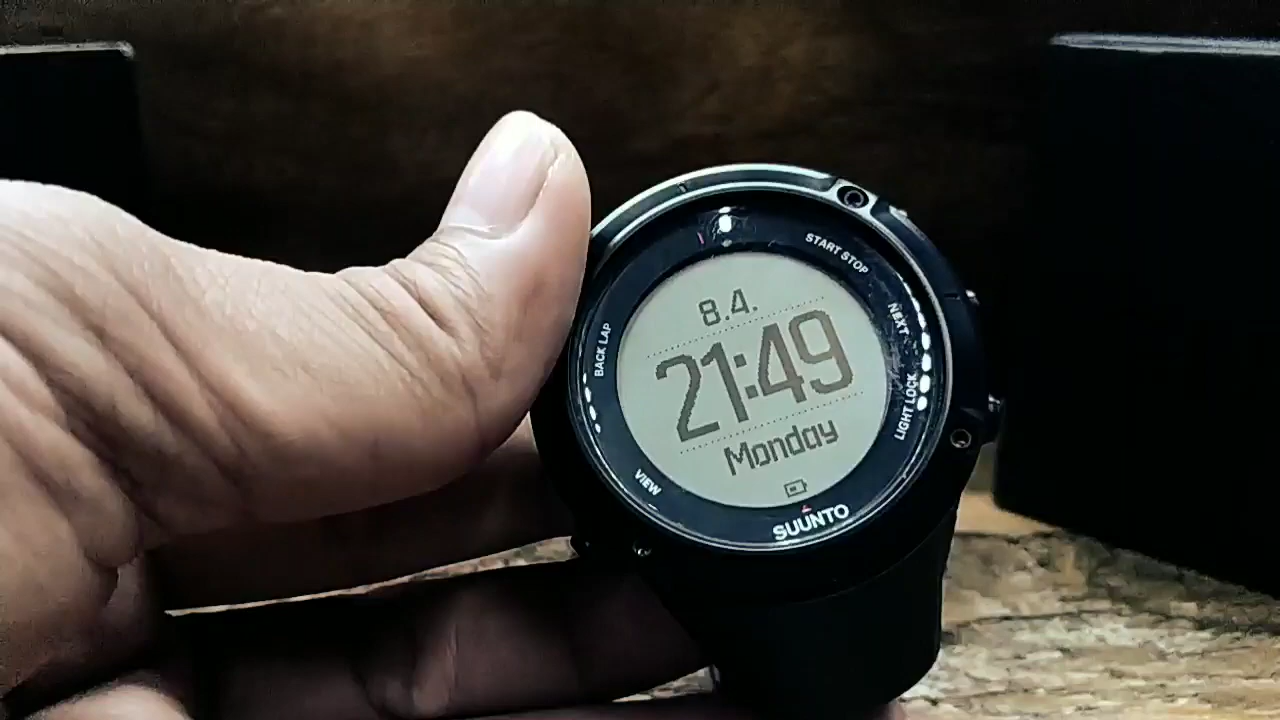 START STOP
NEXT
LIGHT LOCK
BACK LAP
VIEW
8.4.
21:49
Monday
SUUNTO